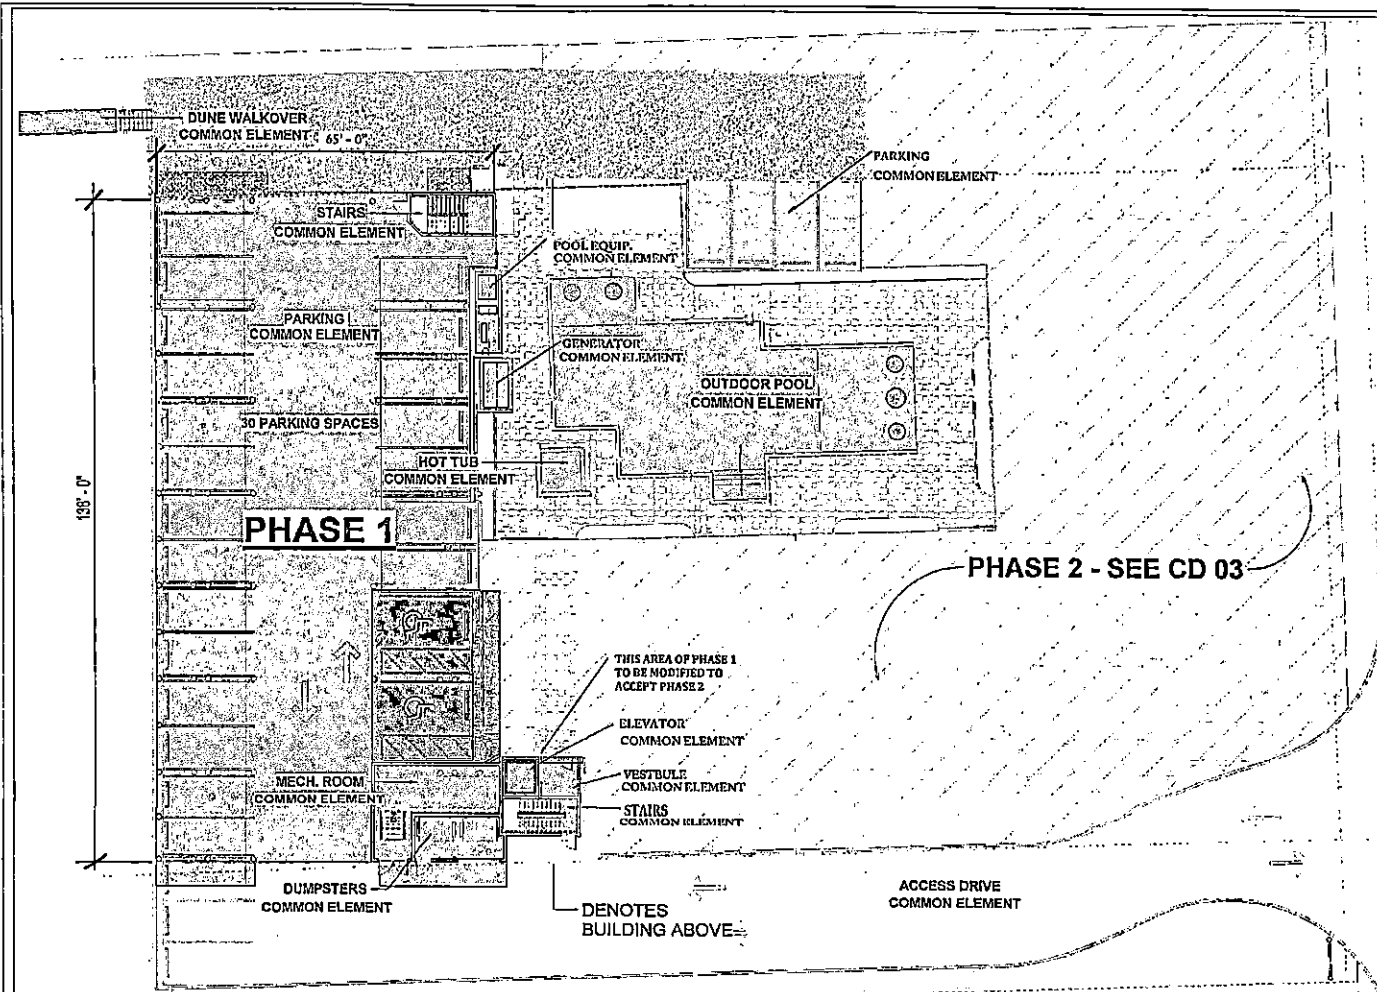 DUNE WALKOVER
COMMON ELEMENT
65' - 0"
PARKING
COMMON ELEMENT
STAIRS
COMMON ELEMENT
POOL EQUIP.
COMMON ELEMENT
PARKING
COMMON ELEMENT
GENERATOR
COMMON ELEMENT
OUTDOOR POOL
COMMON ELEMENT
30 PARKING SPACES
HOT TUB
COMMON ELEMENT
PHASE 1
PHASE 2 - SEE CD 03
THIS AREA OF PHASE 1
TO BE MODIFIED TO
ACCEPT PHASE 2
ELEVATOR
COMMON ELEMENT
MECH. ROOM
COMMON ELEMENT
VESTBULE
COMMON ELEMENT
STAIRS
COMMON ELEMENT
DUMPSTERS
COMMON ELEMENT
ACCESS DRIVE
COMMON ELEMENT
DENOTES
BUILDING ABOVE